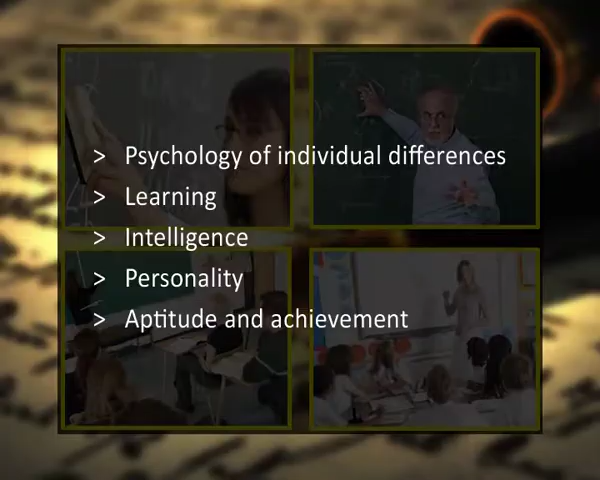 > Psychology of individual differences
> Learning
> Intelligence
> Personality
> Aptitude and achievement